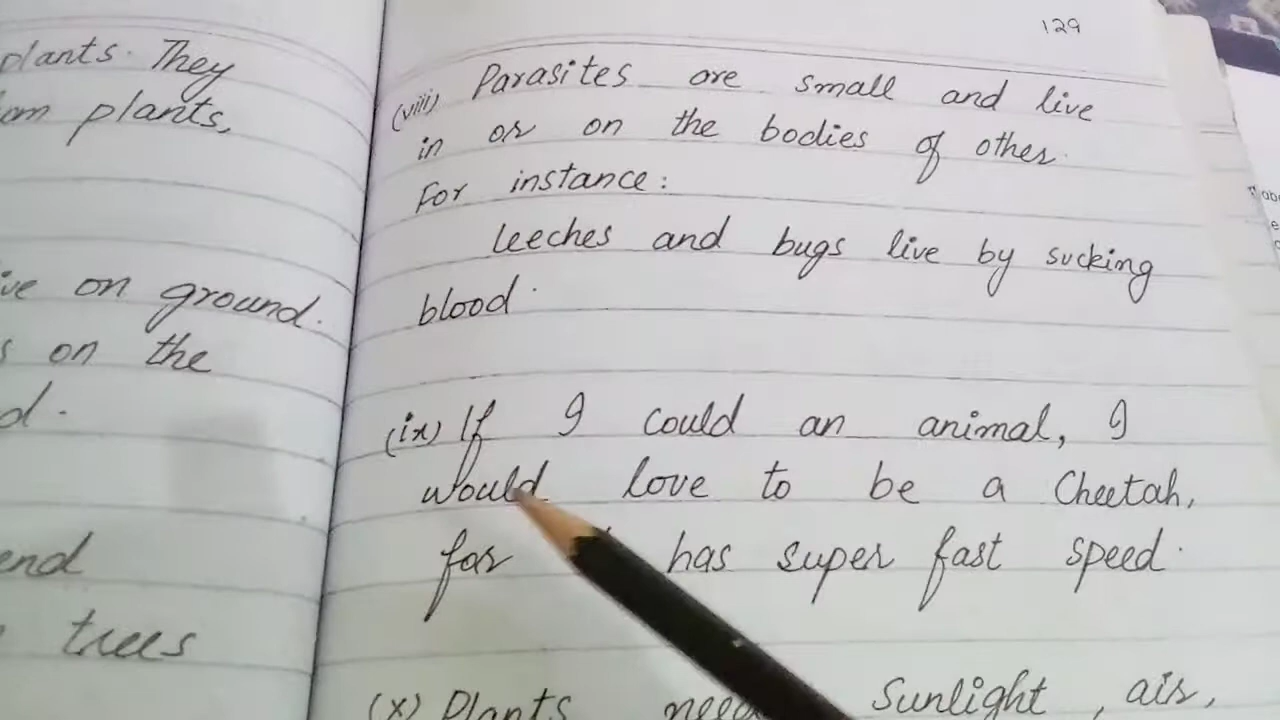 plants. They
plants,
on ground.
on the
trees
129
(viii) Parasites are small and live
in or on the bodies of other.
For instance:
leeches and bugs live by sucking
blood.
(ix) If I could an animal, I
would love to be a Cheetah,
for has super fast speed.
(x) Plants need Sunlight, air,